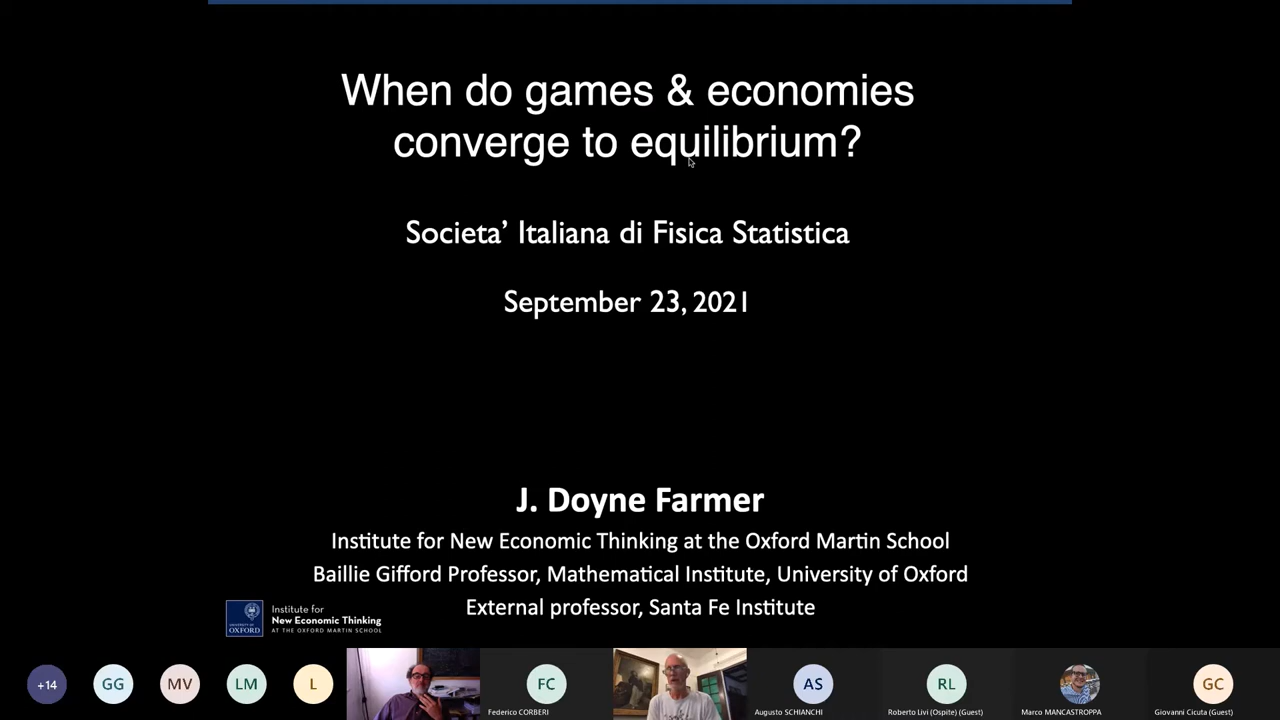 When do games & economies
converge to equilibrium?
Societa’ Italiana di Fisica Statistica
September 23, 2021
J. Doyne Farmer
Institute for New Economic Thinking at the Oxford Martin School
Baillie Gifford Professor, Mathematical Institute, University of Oxford
External professor, Santa Fe Institute
UNIVERSITY OF
OXFORD
Institute for
New Economic Thinking
AT THE OXFORD MARTIN SCHOOL
+14
GG
MV
LM
L
FC
Federico CORBERI
AS
Augusto SCHIANCHI
RL
Roberto Livi (Ospite) (Guest)
Marco MANCASTROPPA
GC
Giovanni Cicuta (Guest)